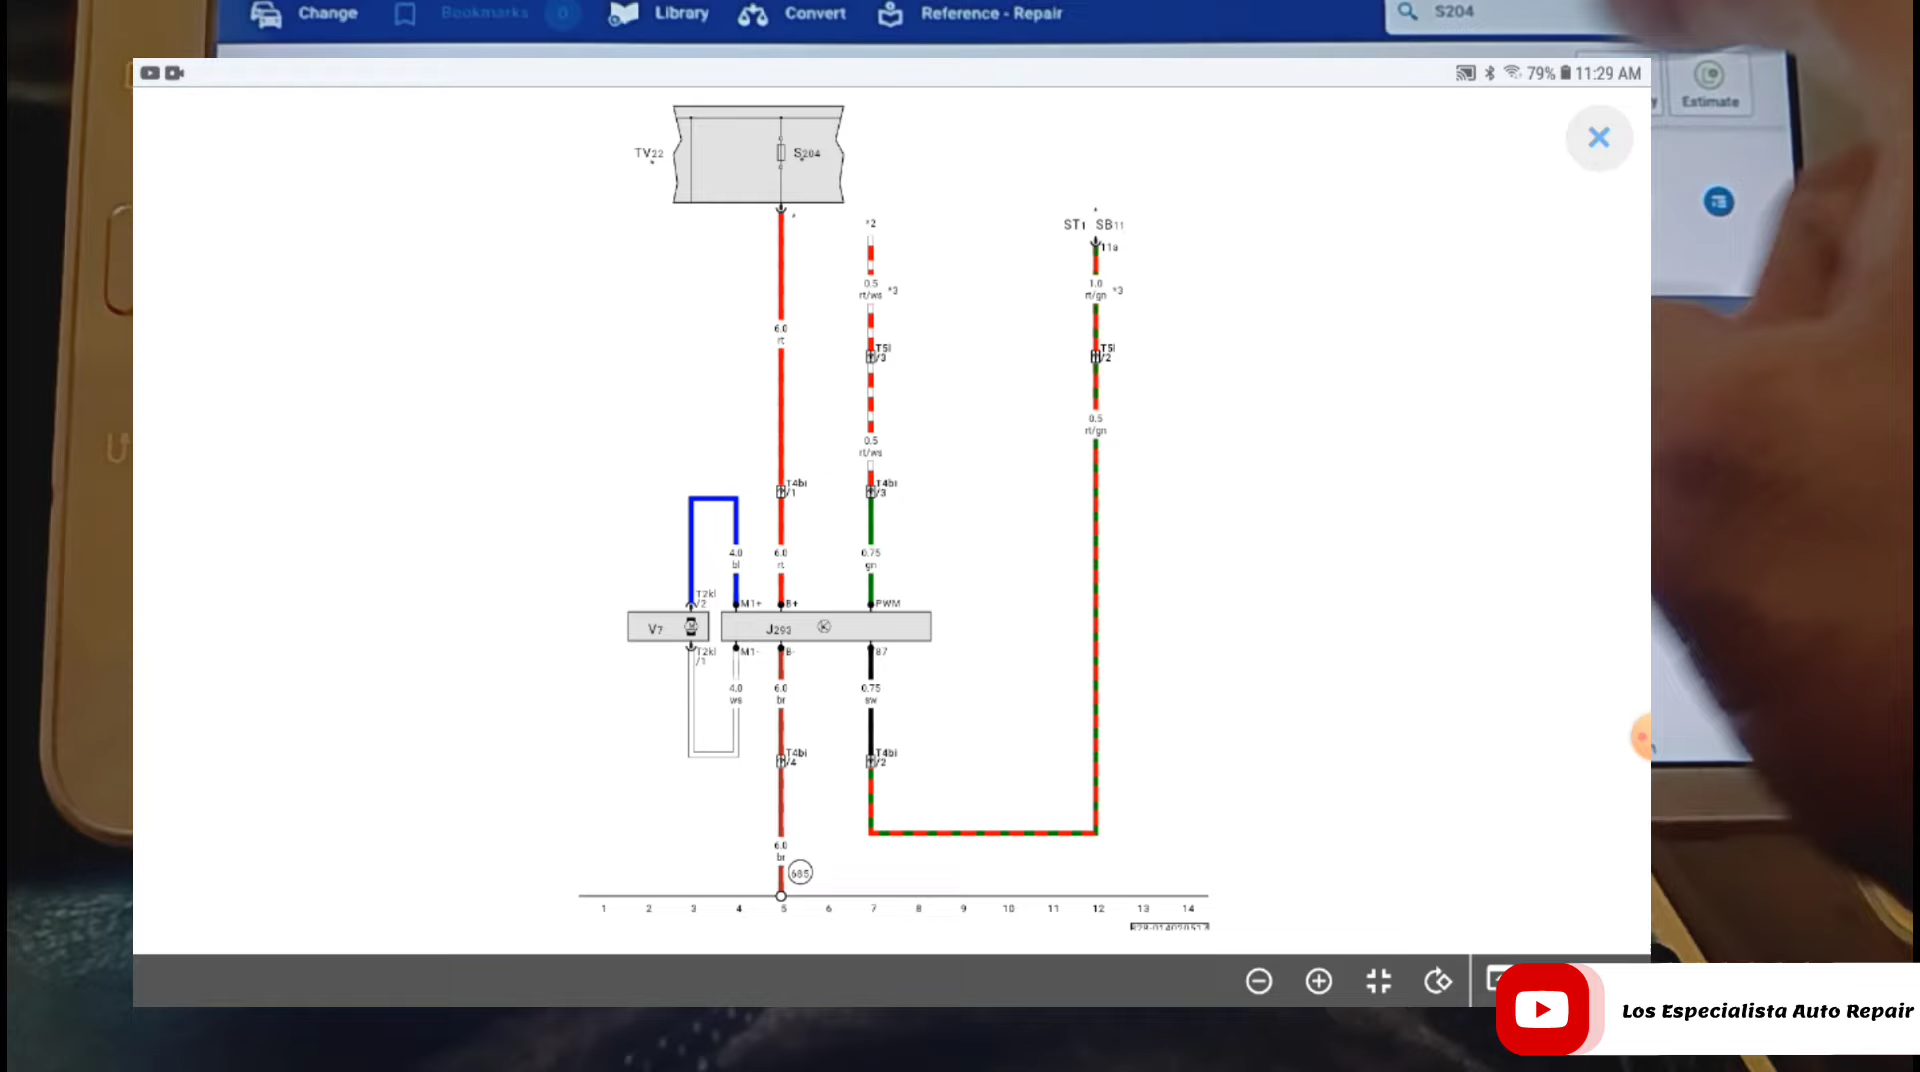 Change
Bookmarks
0
Library
Convert
Reference - Repair
S204
79%
11:29 AM
Estimate
TV22
*
S204
*
*
*2
*
ST1 SB11
11a
0.5
rt/ws
*3
1.0
rt/gn
*3
6.0
rt
T5l
/3
T5l
/2
0.5
rt/gn
0.5
rt/ws
T4bi
/1
T4bi
/3
4.0
bl
6.0
rt
0.75
gn
T2kl
/2
M1+
B+
PWM
V7
M
J293
T2kl
/1
M1-
B-
87
4.0
ws
6.0
br
0.75
sw
T4bi
/4
T4bi
/2
6.0
br
685
1 2 3 4 5 6 7 8 9 10 11 12 13 14
Los Especialista Auto Repair